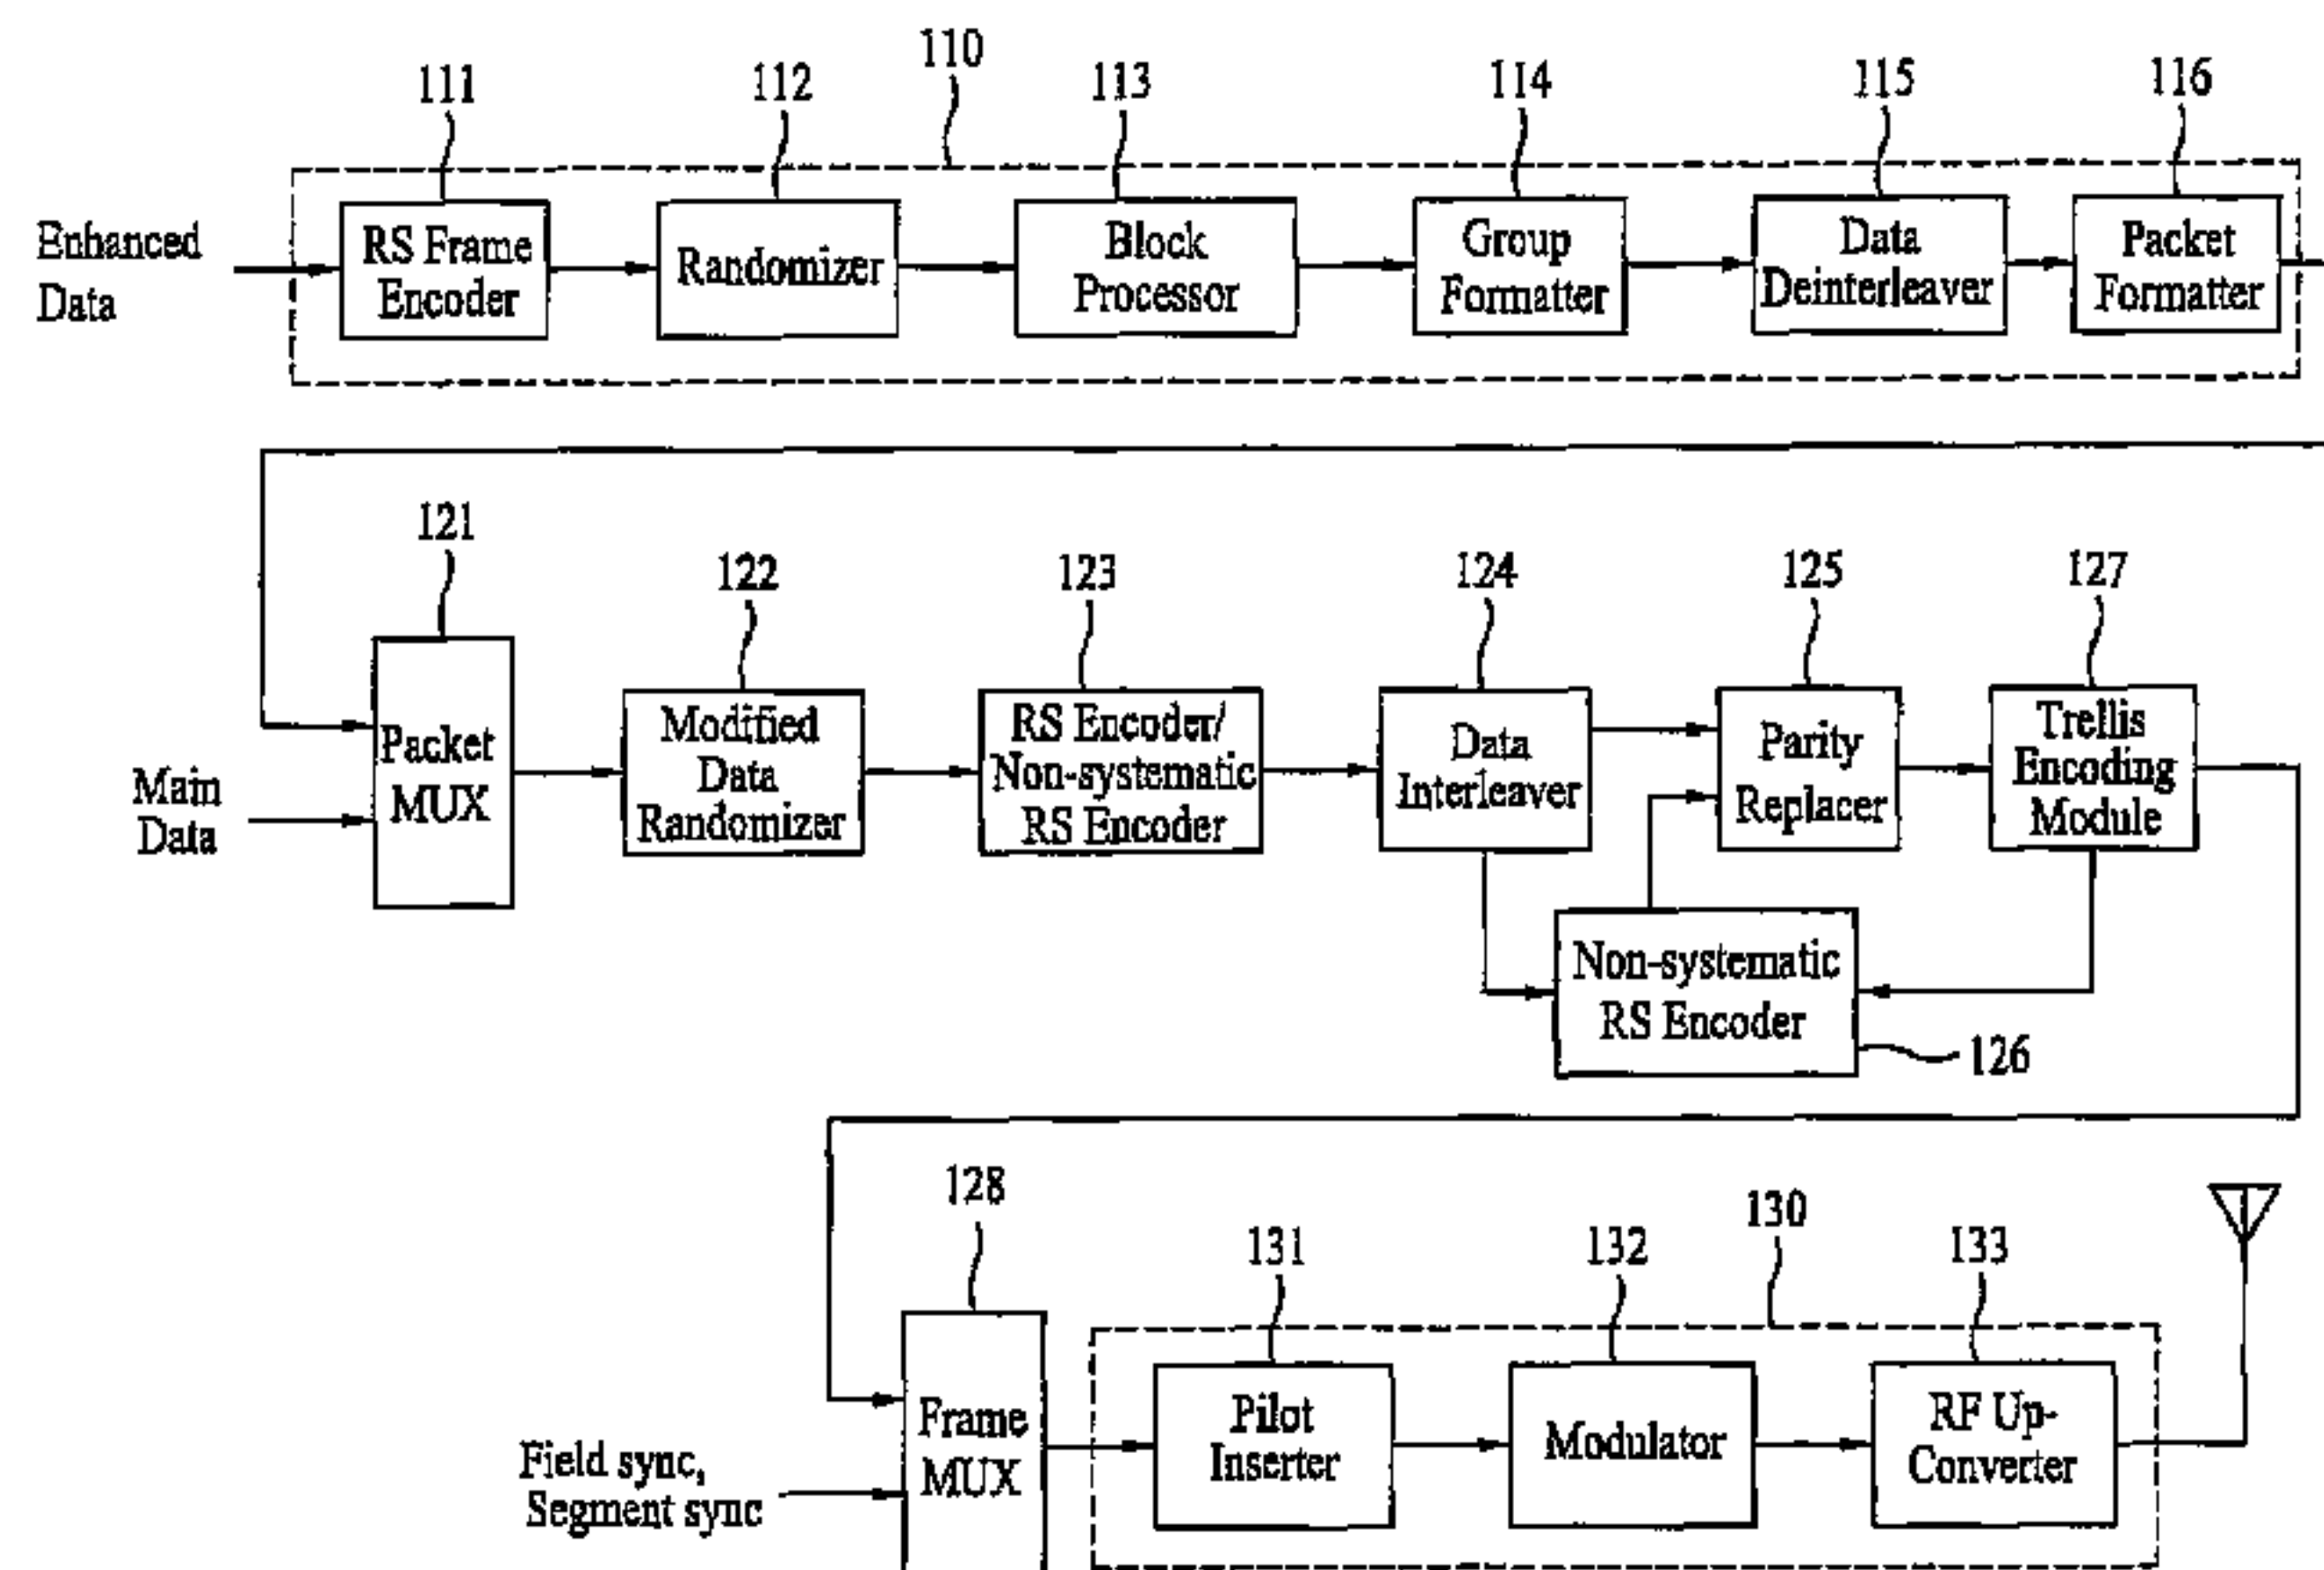 110
111
112
113
114
115
116
Enhanced
Data
RS Frame
Encoder
Randomizer
Block
Processor
Group
Formatter
Data
Deinterleaver
Packet
Formatter
121
122
123
124
125
127
Main
Data
Packet
MUX
Modified
Data
Randomizer
RS Encoder/
Non-systematic
RS Encoder
Data
Interleaver
Parity
Replacer
Trellis
Encoding
Module
Non-systematic
RS Encoder
126
128
131
132
130
133
Field sync,
Segment sync
Frame
MUX
Pilot
Inserter
Modulator
RF Up-
Converter